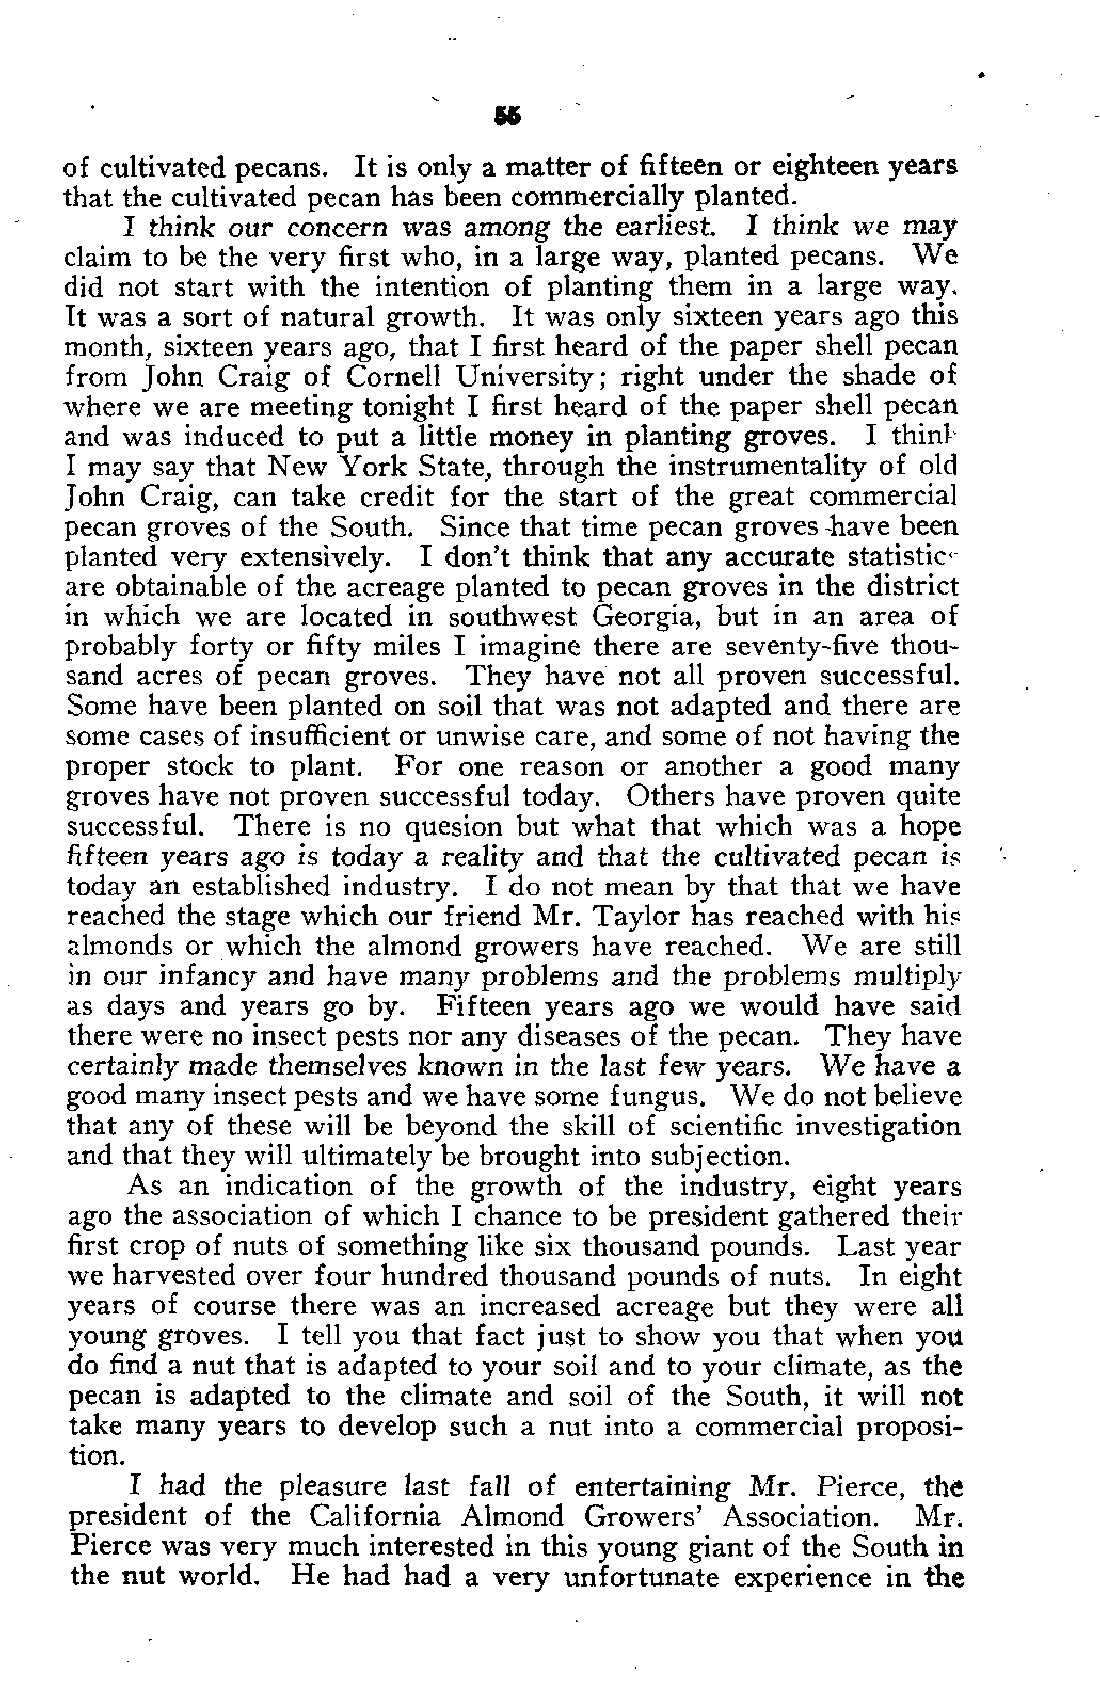 55
of cultivated pecans. It is only a matter of fifteen or eighteen years
that the cultivated pecan has been commercially planted.
I think our concern was among the earliest. I think we may
claim to be the very first who, in a large way, planted pecans. We
did not start with the intention of planting them in a large way.
It was a sort of natural growth. It was only sixteen years ago this
month, sixteen years ago, that I first heard of the paper shell pecan
from John Craig of Cornell University; right under the shade of
where we are meeting tonight I first heard of the paper shell pecan
and was induced to put a little money in planting groves. I think
I may say that New York State, through the instrumentality of old
John Craig, can take credit for the start of the great commercial
pecan groves of the South. Since that time pecan groves have been
planted very extensively. I don't think that any accurate statistics
are obtainable of the acreage planted to pecan groves in the district
in which we are located in southwest Georgia, but in an area of
probably forty or fifty miles I imagine there are seventy-five thou-
sand acres of pecan groves. They have not all proven successful.
Some have been planted on soil that was not adapted and there are
some cases of insufficient or unwise care, and some of not having the
proper stock to plant. For one reason or another a good many
groves have not proven successful today. Others have proven quite
successful. There is no quesion but what that which was a hope
fifteen years ago is today a reality and that the cultivated pecan is
today an established industry. I do not mean by that that we have
reached the stage which our friend Mr. Taylor has reached with his
almonds or which the almond growers have reached. We are still
in our infancy and have many problems and the problems multiply
as days and years go by. Fifteen years ago we would have said
there were no insect pests nor any diseases of the pecan. They have
certainly made themselves known in the last few years. We have a
good many insect pests and we have some fungus. We do not believe
that any of these will be beyond the skill of scientific investigation
and that they will ultimately be brought into subjection.
As an indication of the growth of the industry, eight years
ago the association of which I chance to be president gathered their
first crop of nuts of something like six thousand pounds. Last year
we harvested over four hundred thousand pounds of nuts. In eight
years of course there was an increased acreage but they were all
young groves. I tell you that fact just to show you that when you
do find a nut that is adapted to your soil and to your climate, as the
pecan is adapted to the climate and soil of the South, it will not
take many years to develop such a nut into a commercial proposi-
tion.
I had the pleasure last fall of entertaining Mr. Pierce, the
president of the California Almond Growers' Association. Mr.
Pierce was very much interested in this young giant of the South in
the nut world. He had had a very unfortunate experience in the